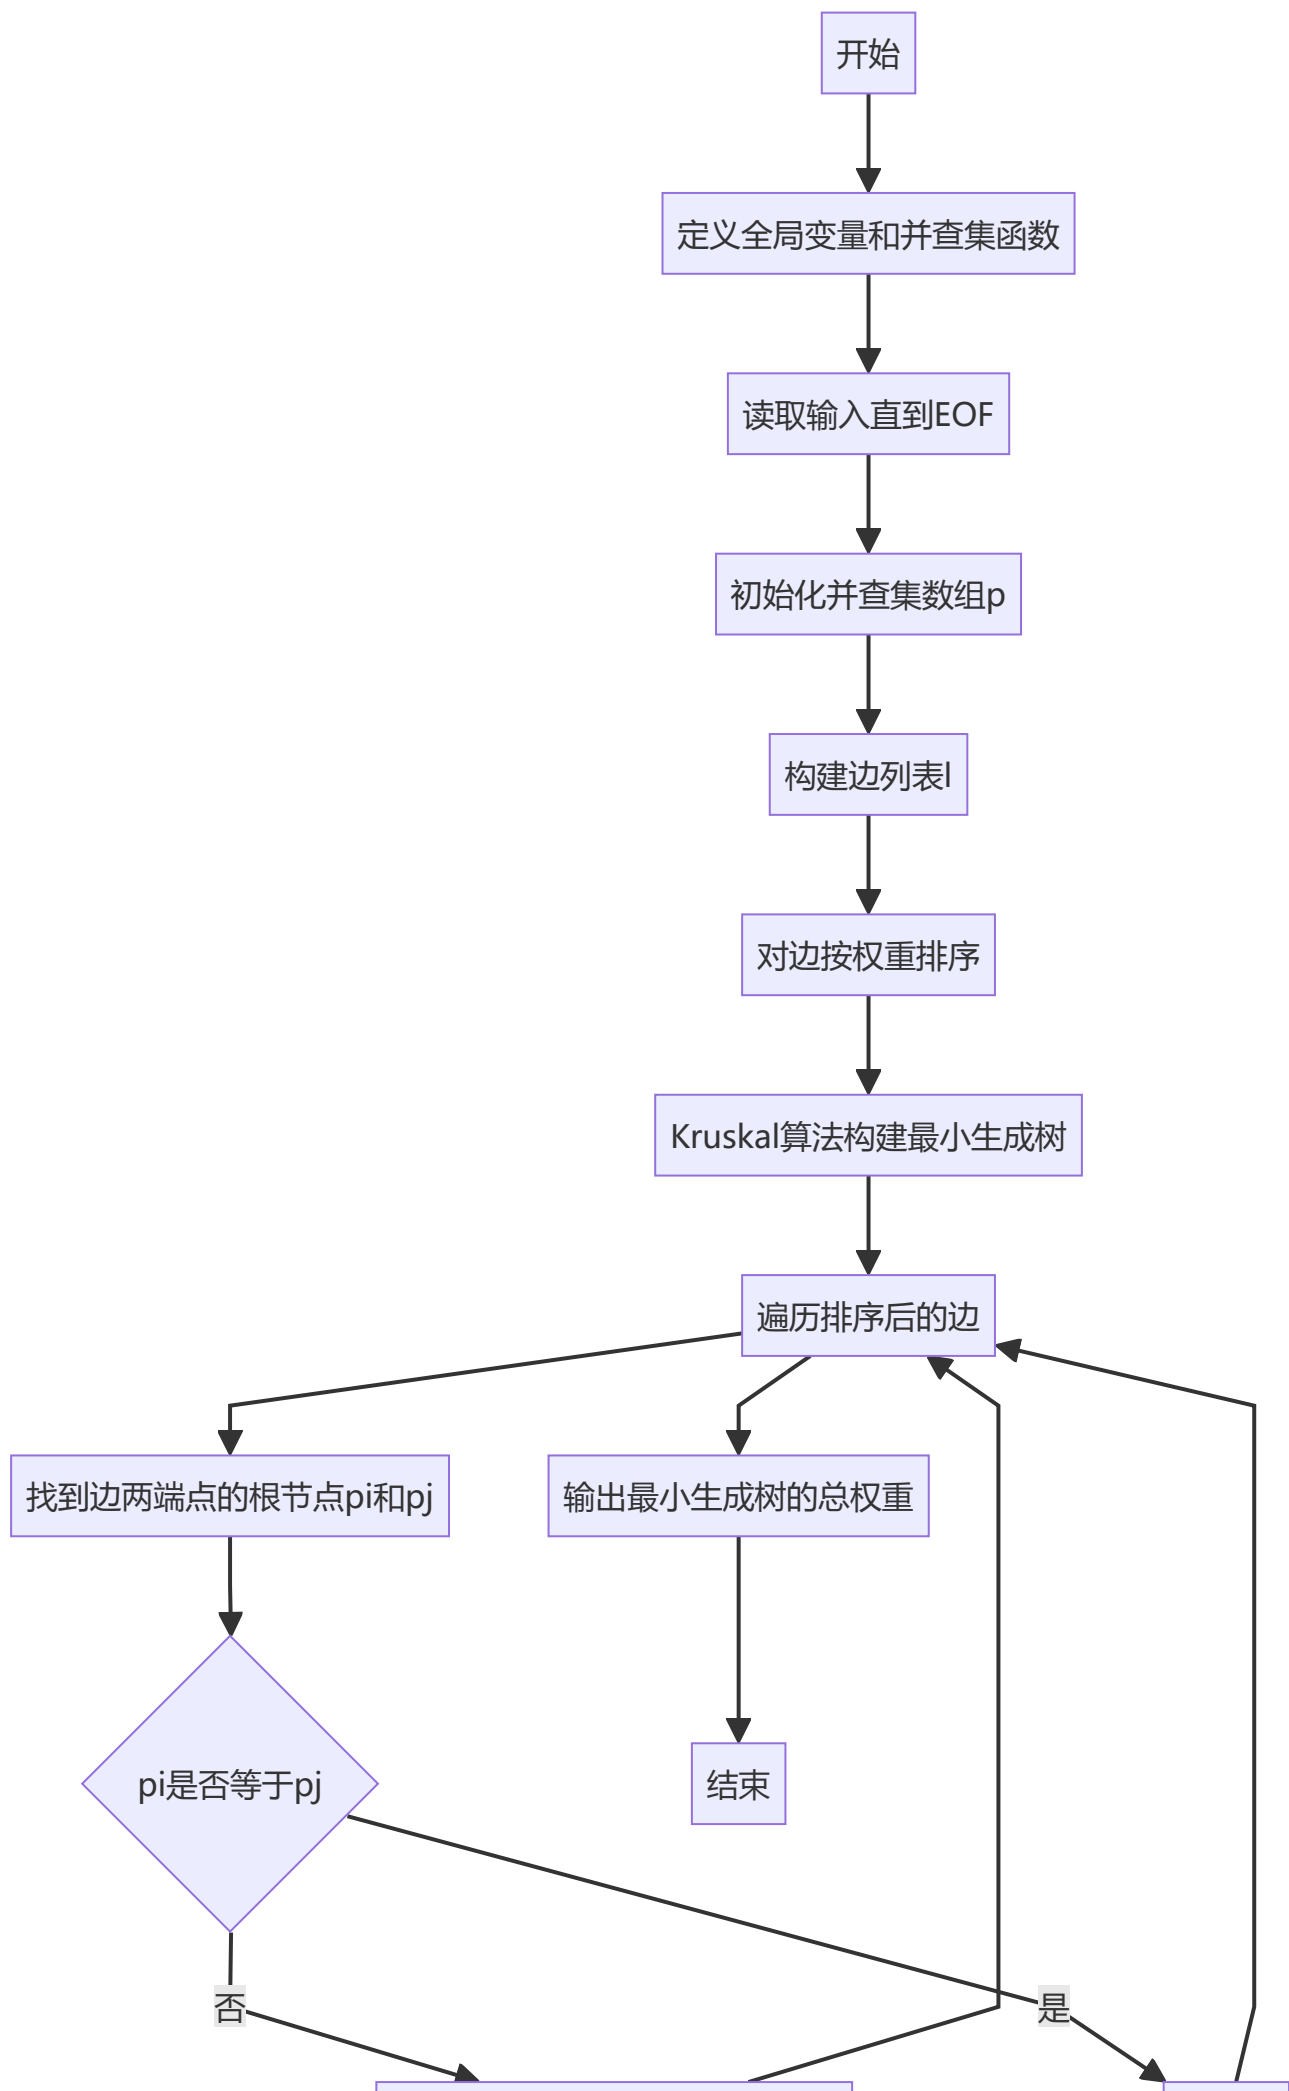 开始
定义全局变量和并查集函数
读取输入直到EOF
初始化并查集数组p
构建边列表l
对边按权重排序
Kruskal算法构建最小生成树
遍历排序后的边
找到边两端点的根节点pi和pj
输出最小生成树的总权重
pi是否等于pj
结束
否
是